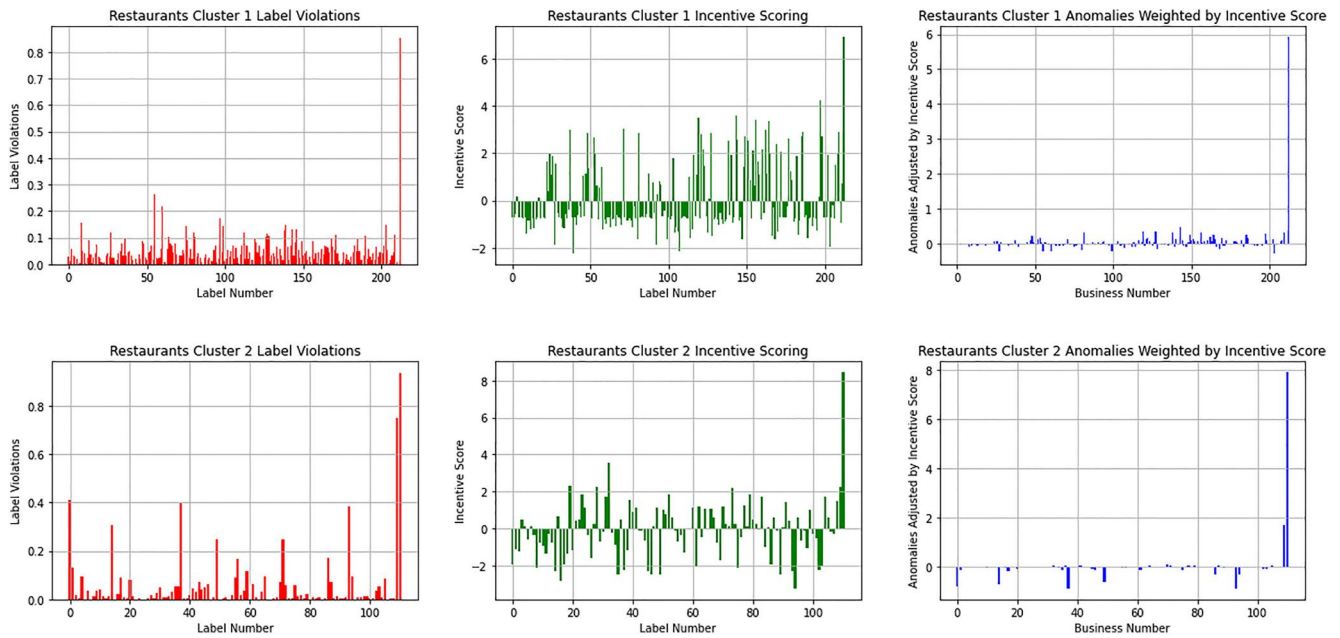 Restaurants Cluster 1 Label Violations
Label Violations
0.8
0.7
0.6
0.5
0.4
0.3
0.2
0.1
0.0
0 50 100 150 200
Label Number
Restaurants Cluster 1 Incentive Scoring
Incentive Score
6
4
2
0
−2
0 50 100 150 200
Label Number
Restaurants Cluster 1 Anomalies Weighted by Incentive Score
Anomalies Adjusted by Incentive Score
6
5
4
3
2
1
0
0 50 100 150 200
Business Number
Restaurants Cluster 2 Label Violations
Label Violations
0.8
0.6
0.4
0.2
0.0
0 20 40 60 80 100
Label Number
Restaurants Cluster 2 Incentive Scoring
Incentive Score
8
6
4
2
0
−2
0 20 40 60 80 100
Label Number
Restaurants Cluster 2 Anomalies Weighted by Incentive Score
Anomalies Adjusted by Incentive Score
8
6
4
2
0
0 20 40 60 80 100
Business Number